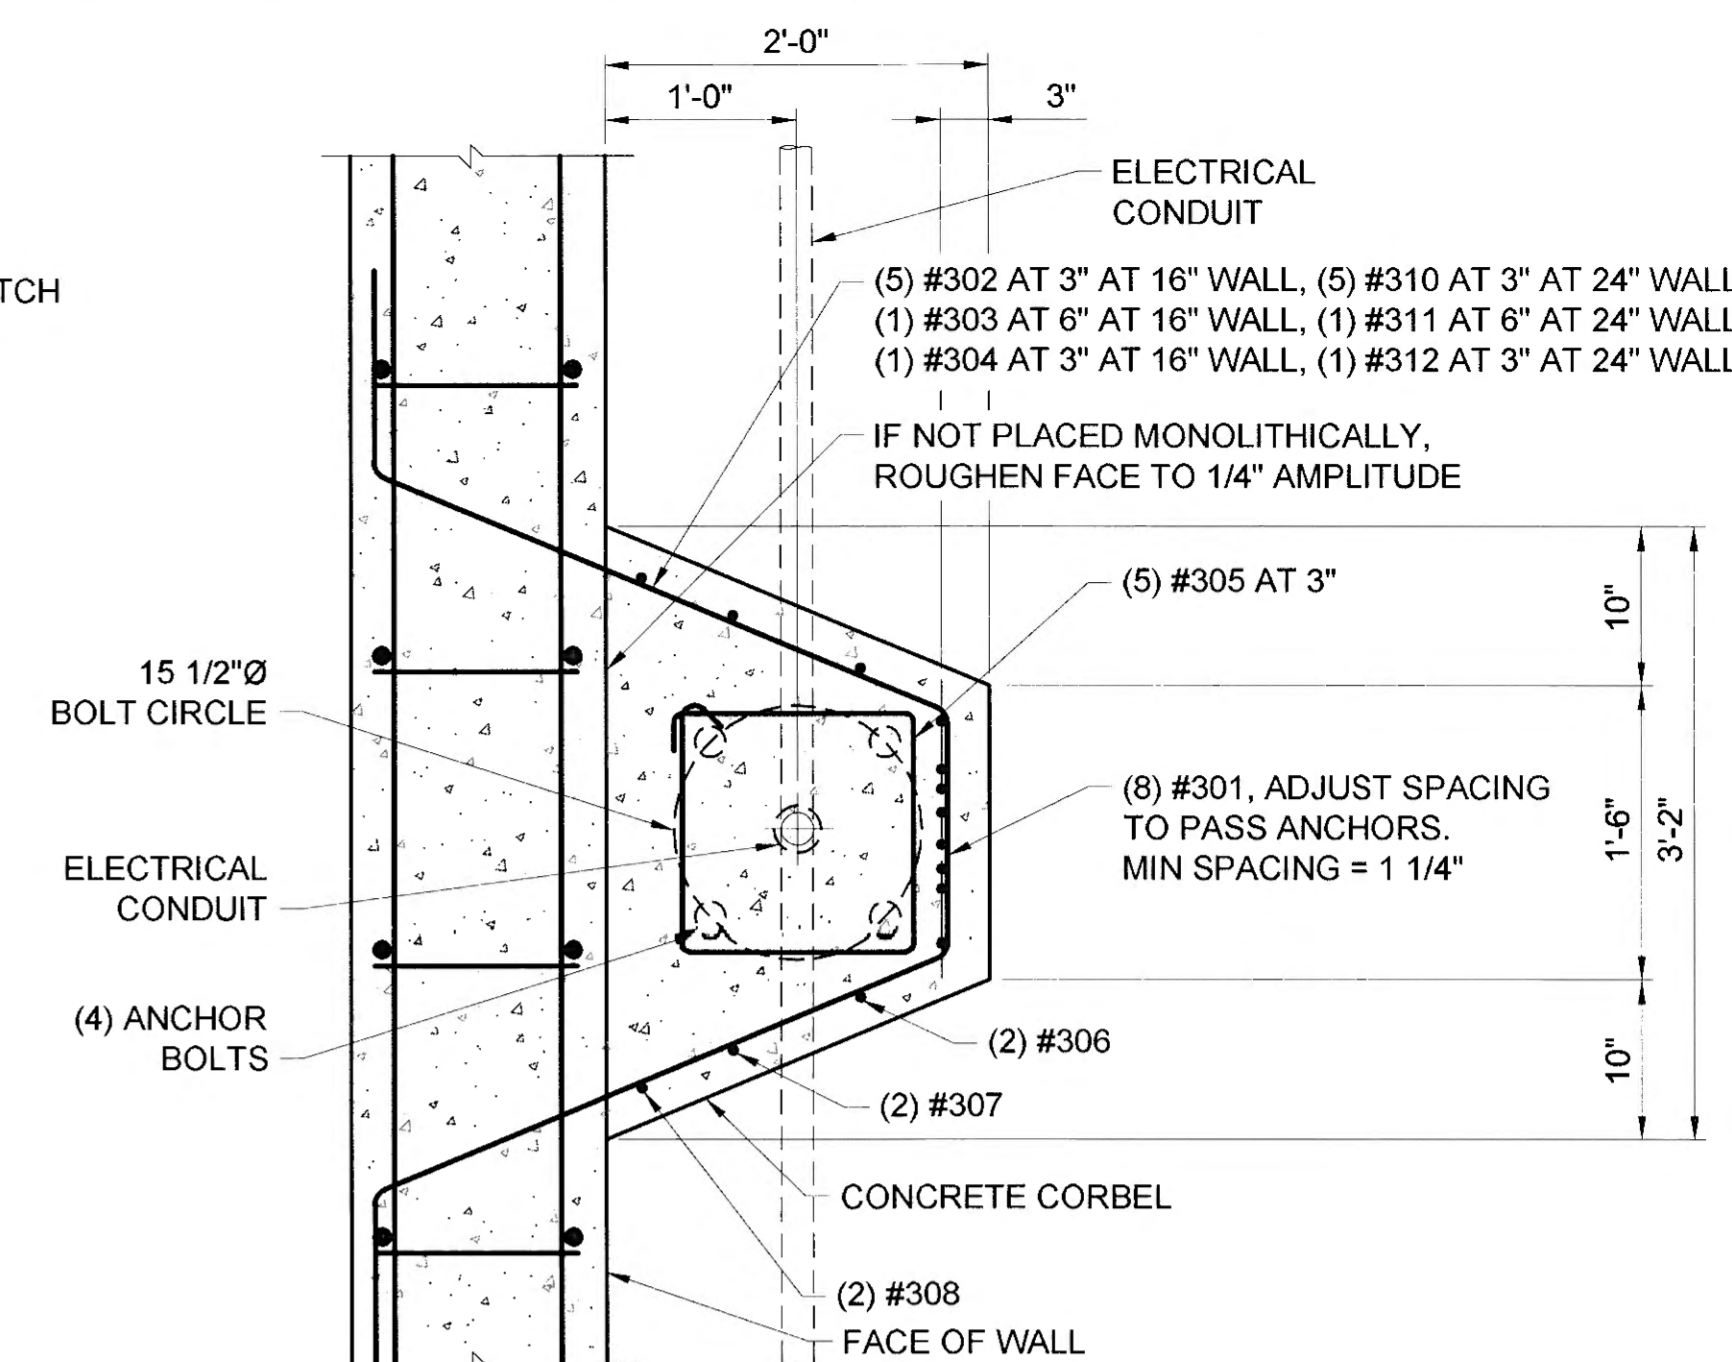 2'-0"
1'-0"
3"
ELECTRICAL
CONDUIT
TCH
(5) #302 AT 3" AT 16" WALL, (5) #310 AT 3" AT 24" WALL
(1) #303 AT 6" AT 16" WALL, (1) #311 AT 6" AT 24" WALL
(1) #304 AT 3" AT 16" WALL, (1) #312 AT 3" AT 24" WALL
IF NOT PLACED MONOLITHICALLY,
ROUGHEN FACE TO 1/4" AMPLITUDE
(5) #305 AT 3"
10"
15 1/2"Ø
BOLT CIRCLE
(8) #301, ADJUST SPACING
TO PASS ANCHORS.
MIN SPACING = 1 1/4"
1'-6"
3'-2"
ELECTRICAL
CONDUIT
(4) ANCHOR
BOLTS
(2) #306
10"
(2) #307
CONCRETE CORBEL
(2) #308
FACE OF WALL